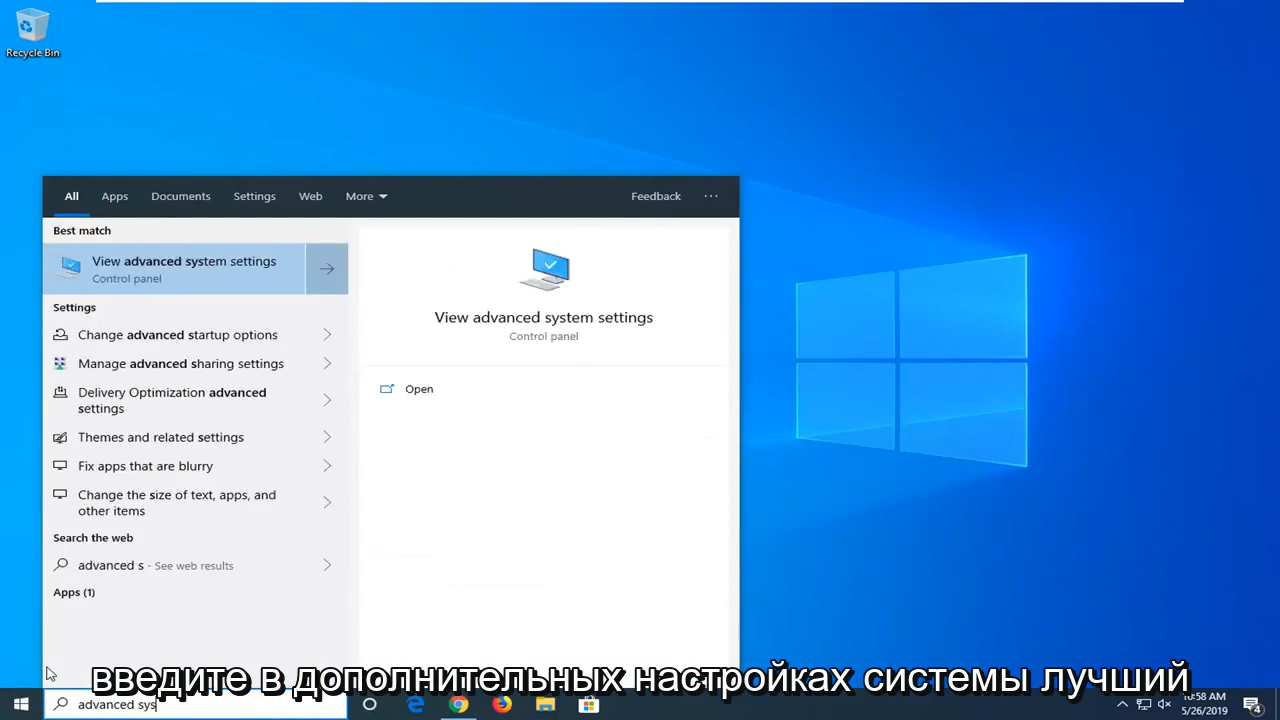 Recycle Bin
All Apps Documents Settings Web More Feedback ...
Best match
View advanced system settings
Control panel
Settings
Change advanced startup options
Manage advanced sharing settings
Delivery Optimization advanced
settings
Themes and related settings
Fix apps that are blurry
Change the size of text, apps, and
other items
Search the web
advanced s - See web results
Apps (1)
View advanced system settings
Control panel
Open
введите в дополнительных настройках системы лучший
advanced sys
10:58 AM
5/26/2019
4